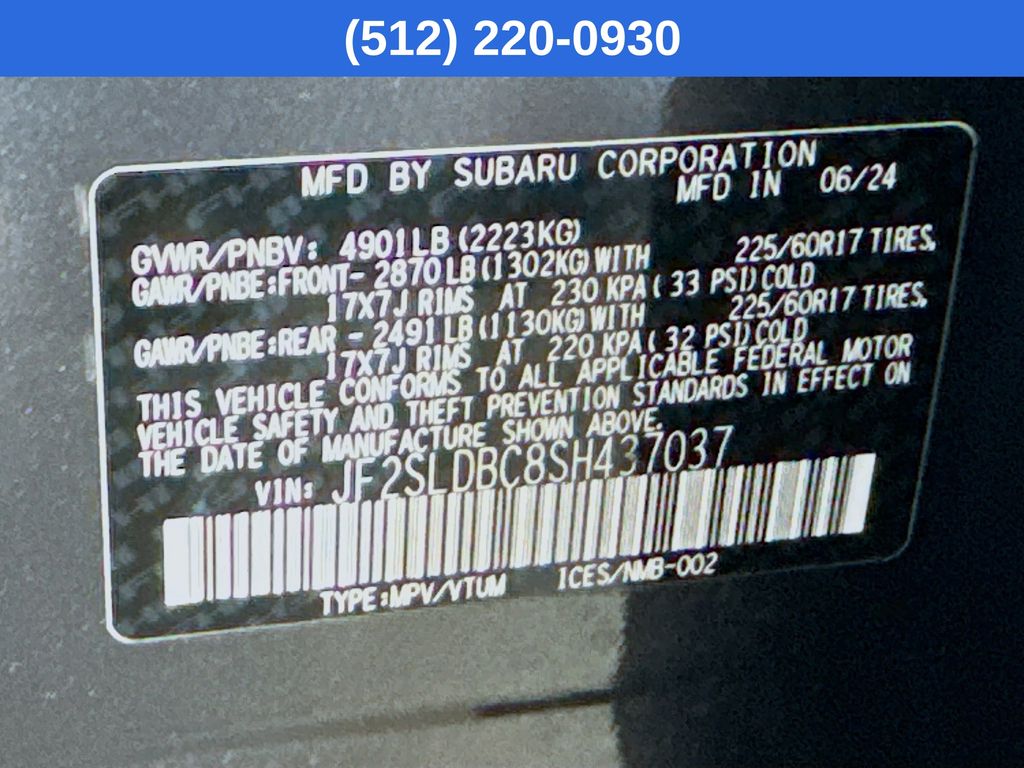 (512) 220-0930
MFD BY SUBARU CORPORATION
MFD IN 06/24
GVWR/PNBV: 4901LB (2223KG)
GAWR/PNBE:FRONT- 2870 LB (1302KG) WITH 225/60R17 TIRES,
17X7J RIMS AT 230 KPA ( 33 PSI) COLD
GAWR/PNBE:REAR - 2491 LB (1130KG) WITH 225/60R17 TIRES,
17X7J RIMS AT 220 KPA ( 32 PSI) COLD
THIS VEHICLE CONFORMS TO ALL APPLICABLE FEDERAL MOTOR
VEHICLE SAFETY AND THEFT PREVENTION STANDARDS IN EFFECT ON
THE DATE OF MANUFACTURE SHOWN ABOVE.
VIN: JF2SLDBC8SH437037
TYPE:MPV/VTUM ICES/NMB-002